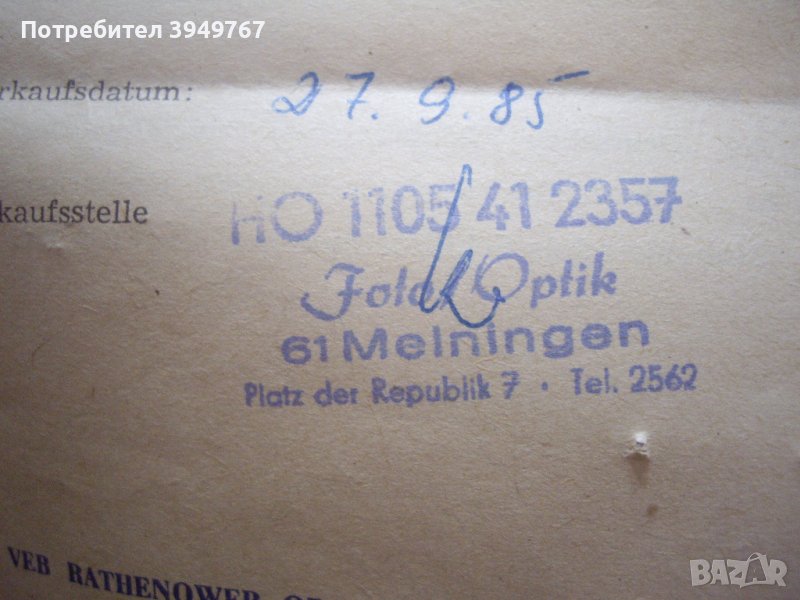 Потребител 3949767
rkaufsdatum: 27.9.85
kaufsstelle
HO 1105 41 2357
Foto Optik
61 Meiningen
Platz der Republik 7 · Tel. 2562
VEB RATHENOWER
BAZAR